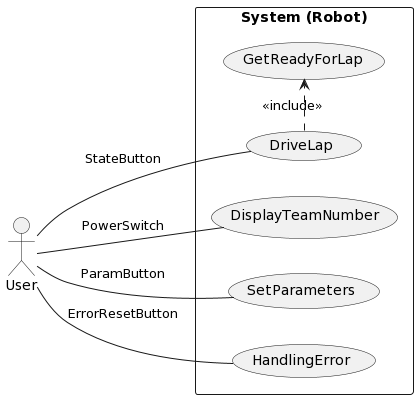 System (Robot)
GetReadyForLap
«include»
DriveLap
StateButton
DisplayTeamNumber
PowerSwitch
ParamButton
SetParameters
User
ErrorResetButton
HandlingError